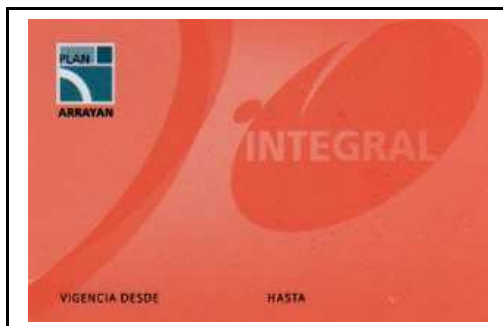 PLAN
ARRAYAN
INTEGRAL
VIGENCIA DESDE HASTA